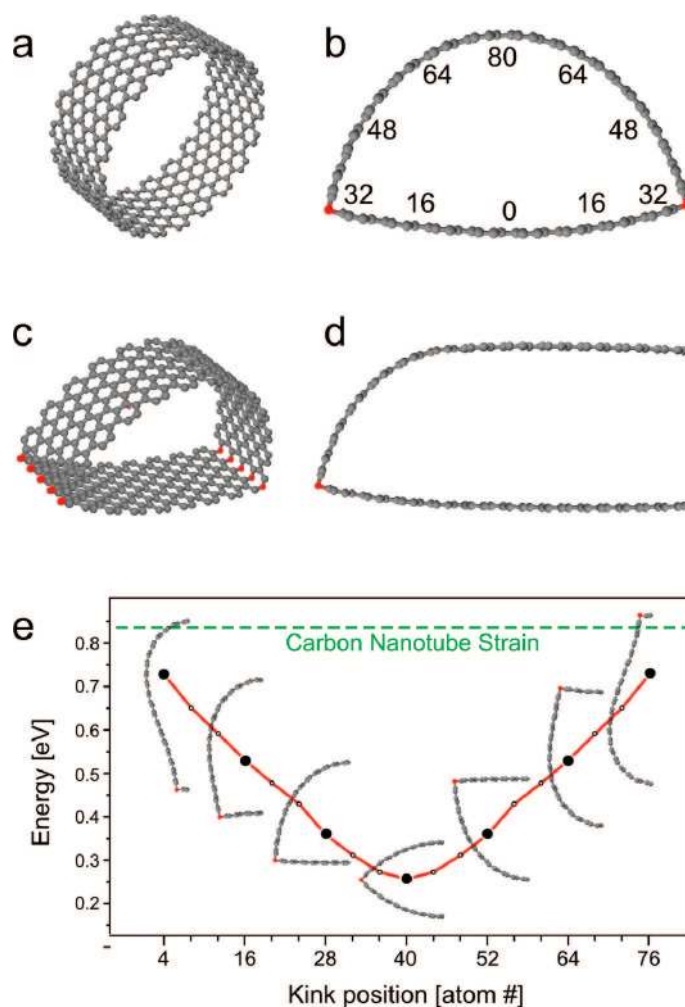 a
b
80
64 64
48 48
32 16 0 16 32
c
d
e
0.8
Carbon Nanotube Strain
0.7
0.6
0.5
0.4
0.3
0.2
Energy [eV]
4 16 28 40 52 64 76
Kink position [atom #]